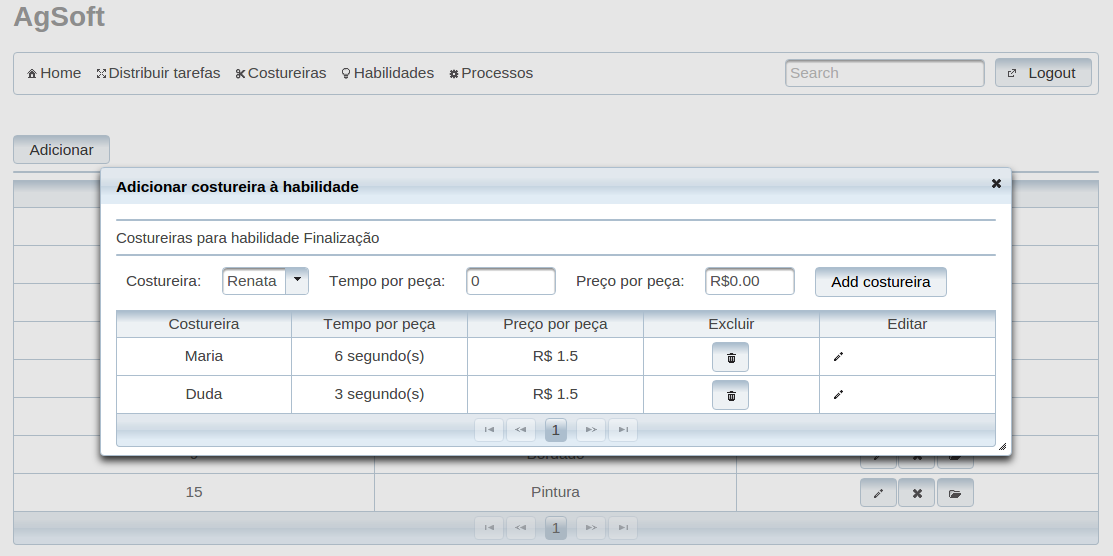 AgSoft
Home Distribuir tarefas Costureiras Habilidades Processos Search Logout
Adicionar
Adicionar costureira à habilidade
Costureiras para habilidade Finalização
Costureira: Renata Tempo por peça: 0 Preço por peça: R$0.00 Add costureira
Costureira Tempo por peça Preço por peça Excluir Editar
Maria 6 segundo(s) R$ 1.5
Duda 3 segundo(s) R$ 1.5
1
15 Pintura
1